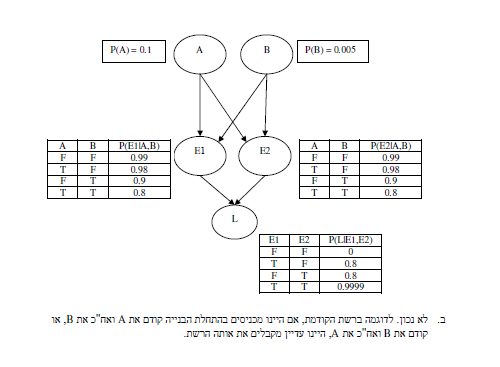 P(A) = 0.1 A B P(B) = 0.005
E1 E2
A B P(E1|A,B)
F F 0.99
T F 0.98
F T 0.9
T T 0.8
A B P(E2|A,B)
F F 0.99
T F 0.98
F T 0.9
T T 0.8
L
E1 E2 P(L|E1,E2)
F F 0
T F 0.8
F T 0.8
T T 0.9999
ב. לא נכון. לדוגמה ברשת הקודמת, אם היינו מכניסים בהתחלת הבנייה קודם את A ואח"כ את B, או
קודם את B ואח"כ את A, היינו עדיין מקבלים את אותה הרשת.